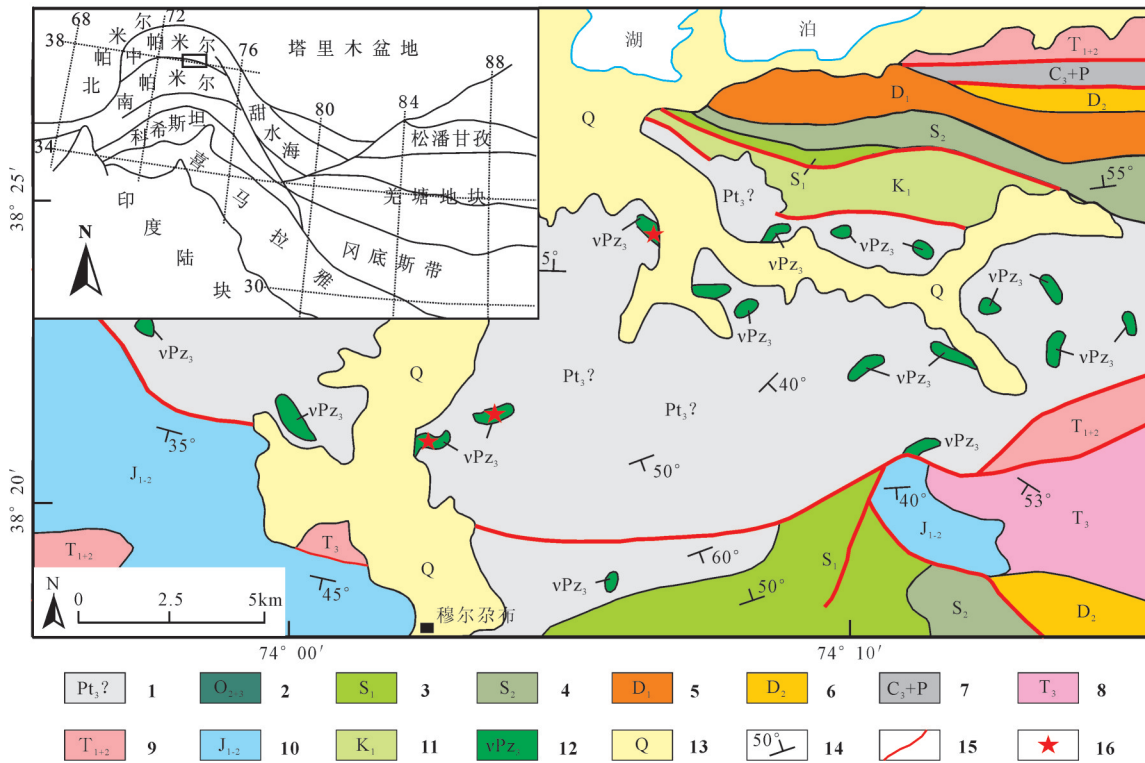 68
72
38
76
88
80
84
34
30
北帕米尔
中帕米尔
南帕米尔
塔里木盆地
科希斯坦
甜水海
松潘甘孜
羌塘地块
冈底斯带
喜马拉雅
印度陆块
N
湖 泊
38°25′
38°20′
Q
T₁₊₂
C₃+P
D₂
D₁
S₂
S₁
K₁
55°
Pt₃?
νPz₃
νPz₃
νPz₃
νPz₃
5°
Q
νPz₃
νPz₃
νPz₃
νPz₃
Q
Pt₃?
40°
νPz₃
Pt₃?
νPz₃
35°
νPz₃
νPz₃
T₁₊₂
J₁₋₂
50°
40°
53°
T₃
J₁₋₂
T₁₊₂
T₃
Q
45°
60°
νPz₃
50°
S₁
S₂
D₂
N
0 2.5 5km
穆尔尕布
74° 00′ 74° 10′
Pt₃? 1 O₂₊₃ 2 S₁ 3 S₂ 4 D₁ 5 D₂ 6 C₃+P 7 T₃ 8
T₁₊₂ 9 J₁₋₂ 10 K₁ 11 νPz₃ 12 Q 13 50° 14 15 16